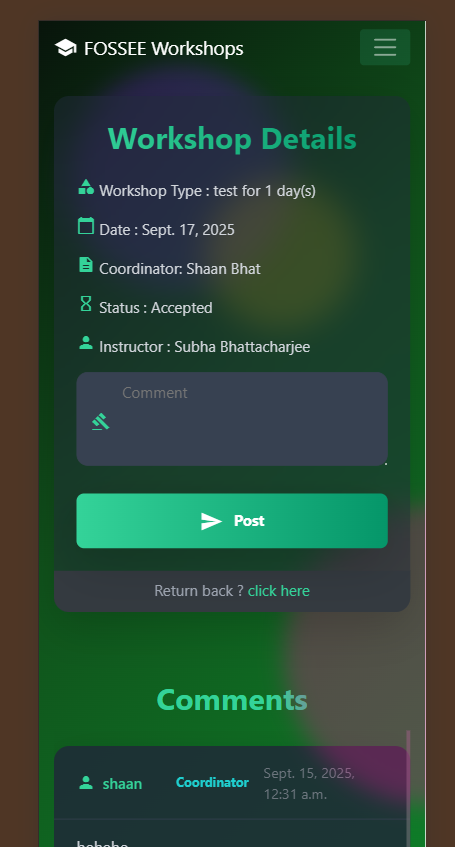 FOSSEE Workshops
Workshop Details
Workshop Type : test for 1 day(s)
Date : Sept. 17, 2025
Coordinator: Shaan Bhat
Status : Accepted
Instructor : Subha Bhattacharjee
Comment
Post
Return back ? click here
Comments
shaan Coordinator Sept. 15, 2025,
12:31 a.m.